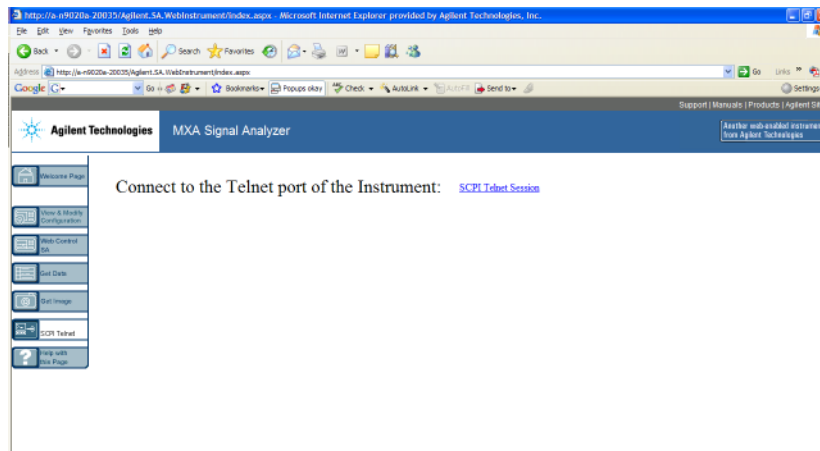 http://a-n9020a-20035/Agilent.SA.WebInstrument/index.aspx - Microsoft Internet Explorer provided by Agilent Technologies, Inc.
File Edit View Favorites Tools Help
Back Search Favorites
Address http://a-n9020a-20035/Agilent.SA.WebInstrument/index.aspx Go Links »
Google G Go Bookmarks Popups okay Check AutoLink AutoFill Send to Settings
Support | Manuals | Products | Agilent Sit
Agilent Technologies MXA Signal Analyzer
Another web-enabled instrumen
from Agilent Technologies
Welcome Page
Connect to the Telnet port of the Instrument: SCPI Telnet Session
View & Modify
Configuration
Web Control
SA
Get Data
Get Image
SCPI Telnet
Help with
this Page